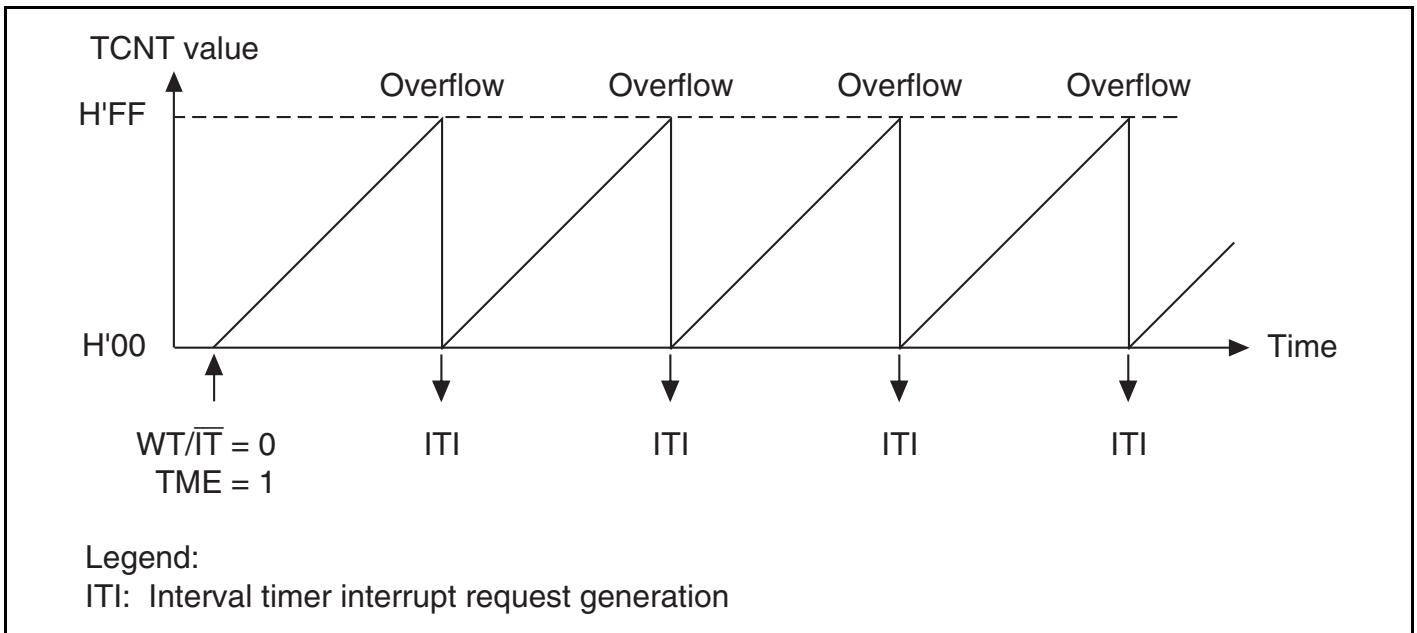 TCNT value
Overflow Overflow Overflow Overflow
H'FF
H'00
Time
WT/I̅T̅ = 0
TME = 1
ITI ITI ITI ITI
Legend:
ITI: Interval timer interrupt request generation